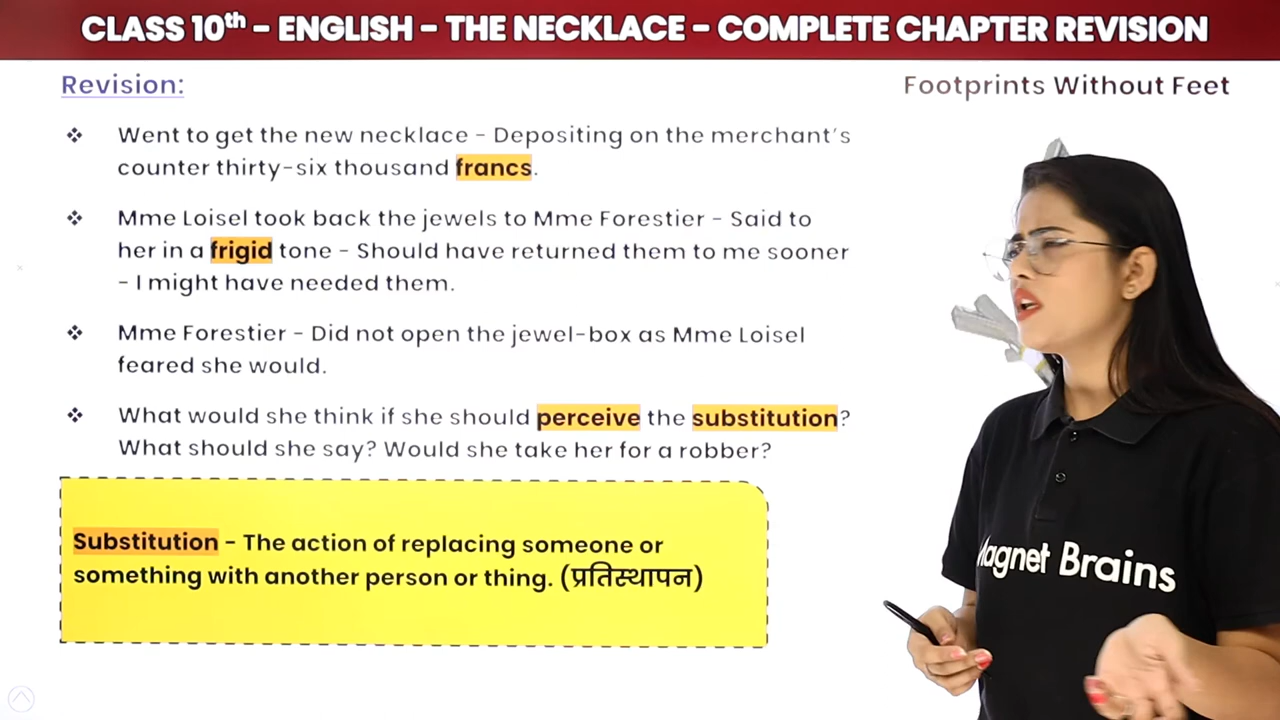 CLASS 10th - ENGLISH - THE NECKLACE - COMPLETE CHAPTER REVISION
Revision:
Footprints Without Feet
❖ Went to get the new necklace - Depositing on the merchant's
counter thirty-six thousand francs.
❖ Mme Loisel took back the jewels to Mme Forestier - Said to
her in a frigid tone - Should have returned them to me sooner
- I might have needed them.
❖ Mme Forestier - Did not open the jewel-box as Mme Loisel
feared she would.
❖ What would she think if she should perceive the substitution?
What should she say? Would she take her for a robber?
Substitution - The action of replacing someone or
something with another person or thing. (प्रतिस्थापन)
Magnet Brains